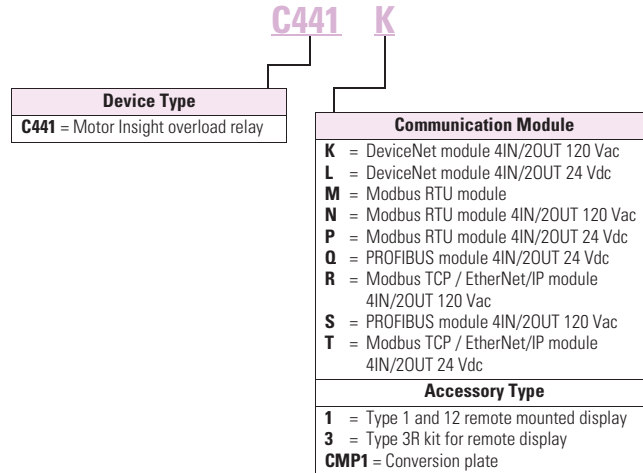 C441 K
Device Type
C441 = Motor Insight overload relay
Communication Module
K = DeviceNet module 4IN/2OUT 120 Vac
L = DeviceNet module 4IN/2OUT 24 Vdc
M = Modbus RTU module
N = Modbus RTU module 4IN/2OUT 120 Vac
P = Modbus RTU module 4IN/2OUT 24 Vdc
Q = PROFIBUS module 4IN/2OUT 24 Vdc
R = Modbus TCP / EtherNet/IP module
4IN/2OUT 120 Vac
S = PROFIBUS module 4IN/2OUT 120 Vac
T = Modbus TCP / EtherNet/IP module
4IN/2OUT 24 Vdc
Accessory Type
1 = Type 1 and 12 remote mounted display
3 = Type 3R kit for remote display
CMP1 = Conversion plate